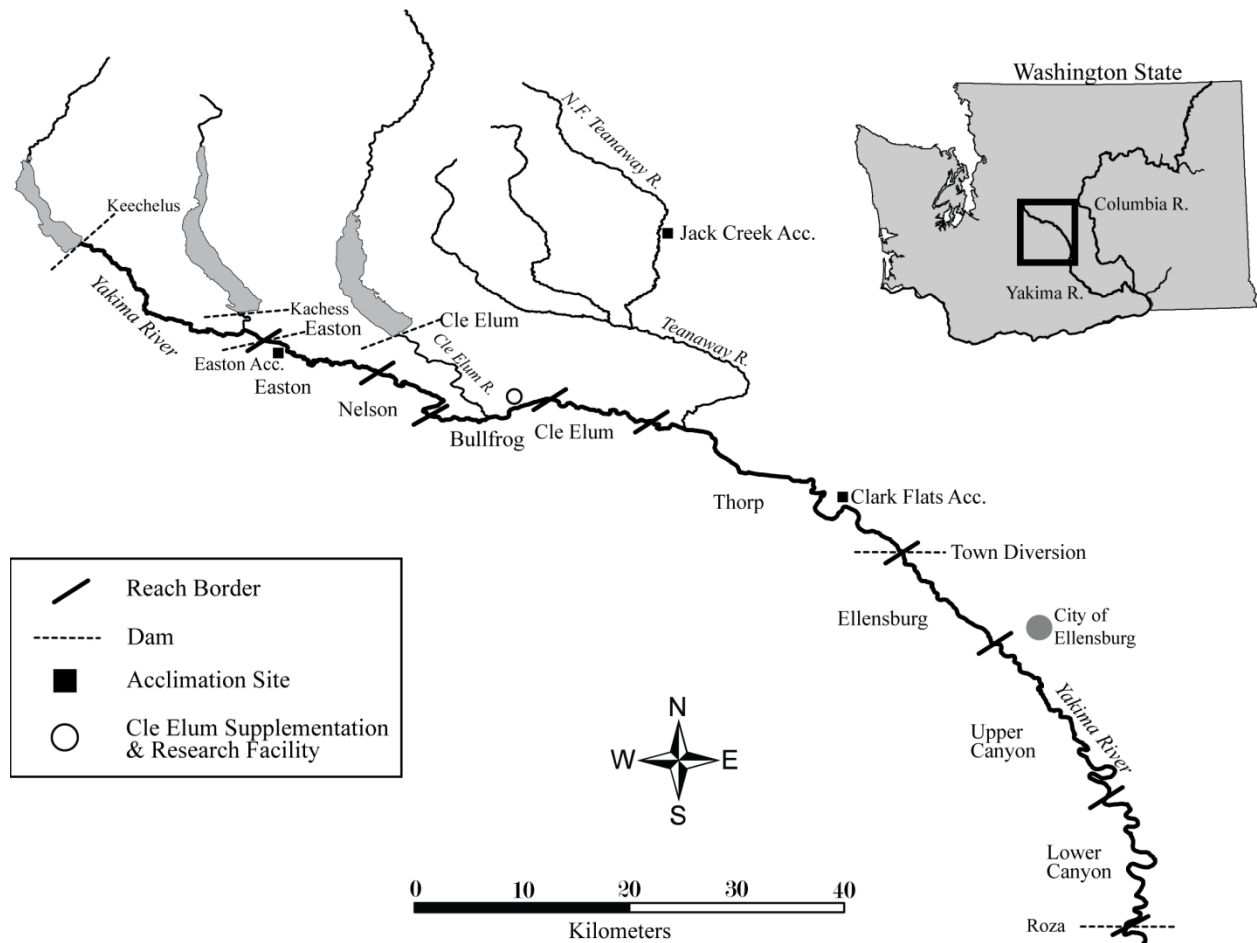 Washington State
N.F. Teanaway R.
Columbia R.
Keechelus
Jack Creek Acc.
Yakima R.
Yakima River
Kachess
Easton
Cle Elum
Teanaway R.
Cle Elum R.
Easton Acc.
Easton
Nelson
Bullfrog
Cle Elum
Thorp
Clark Flats Acc.
Town Diversion
Reach Border
Dam
Acclimation Site
Cle Elum Supplementation
& Research Facility
Ellensburg
City of
Ellensburg
Yakima River
Upper
Canyon
N
W
E
S
Lower
Canyon
Roza
0 10 20 30 40
Kilometers